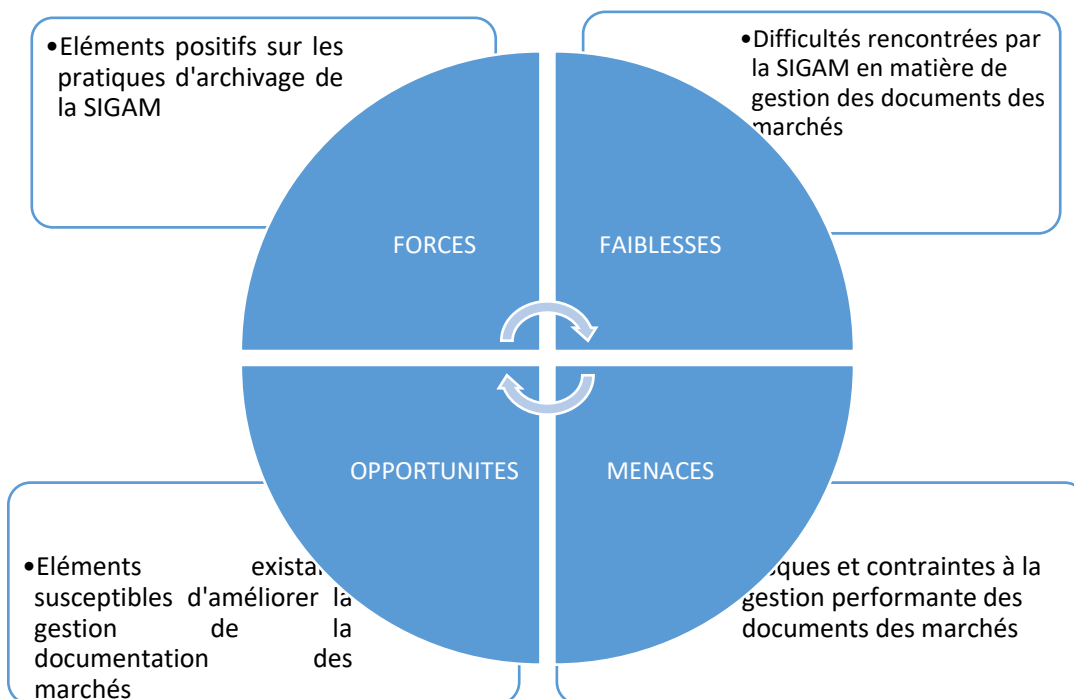 •Eléments positifs sur les
pratiques d'archivage de
la SIGAM
•Difficultés rencontrées par
la SIGAM en matière de
gestion des documents des
marchés
FORCES
FAIBLESSES
OPPORTUNITES
MENACES
•Eléments
susceptibles d'améliorer la
gestion de la
documentation des
marchés
et contraintes à la
gestion performante des
documents des marchés